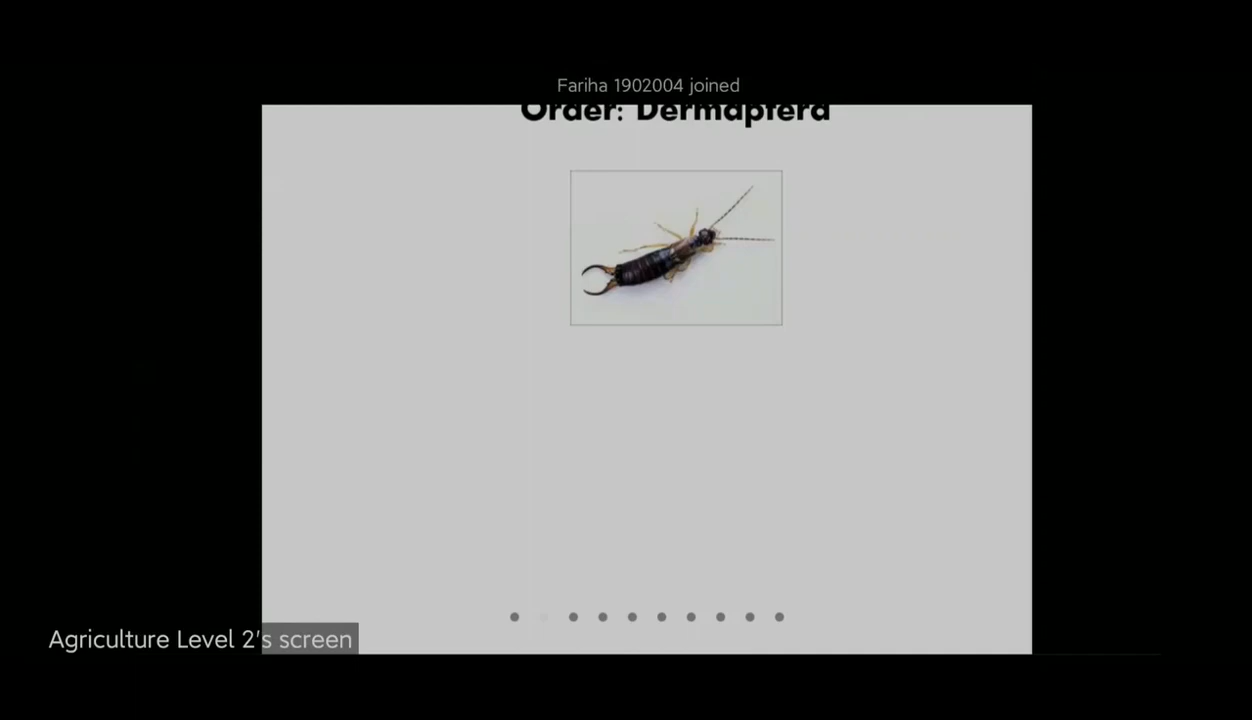 Fariha 1902004 joined
Order: Dermaptera
Agriculture Level 2's screen